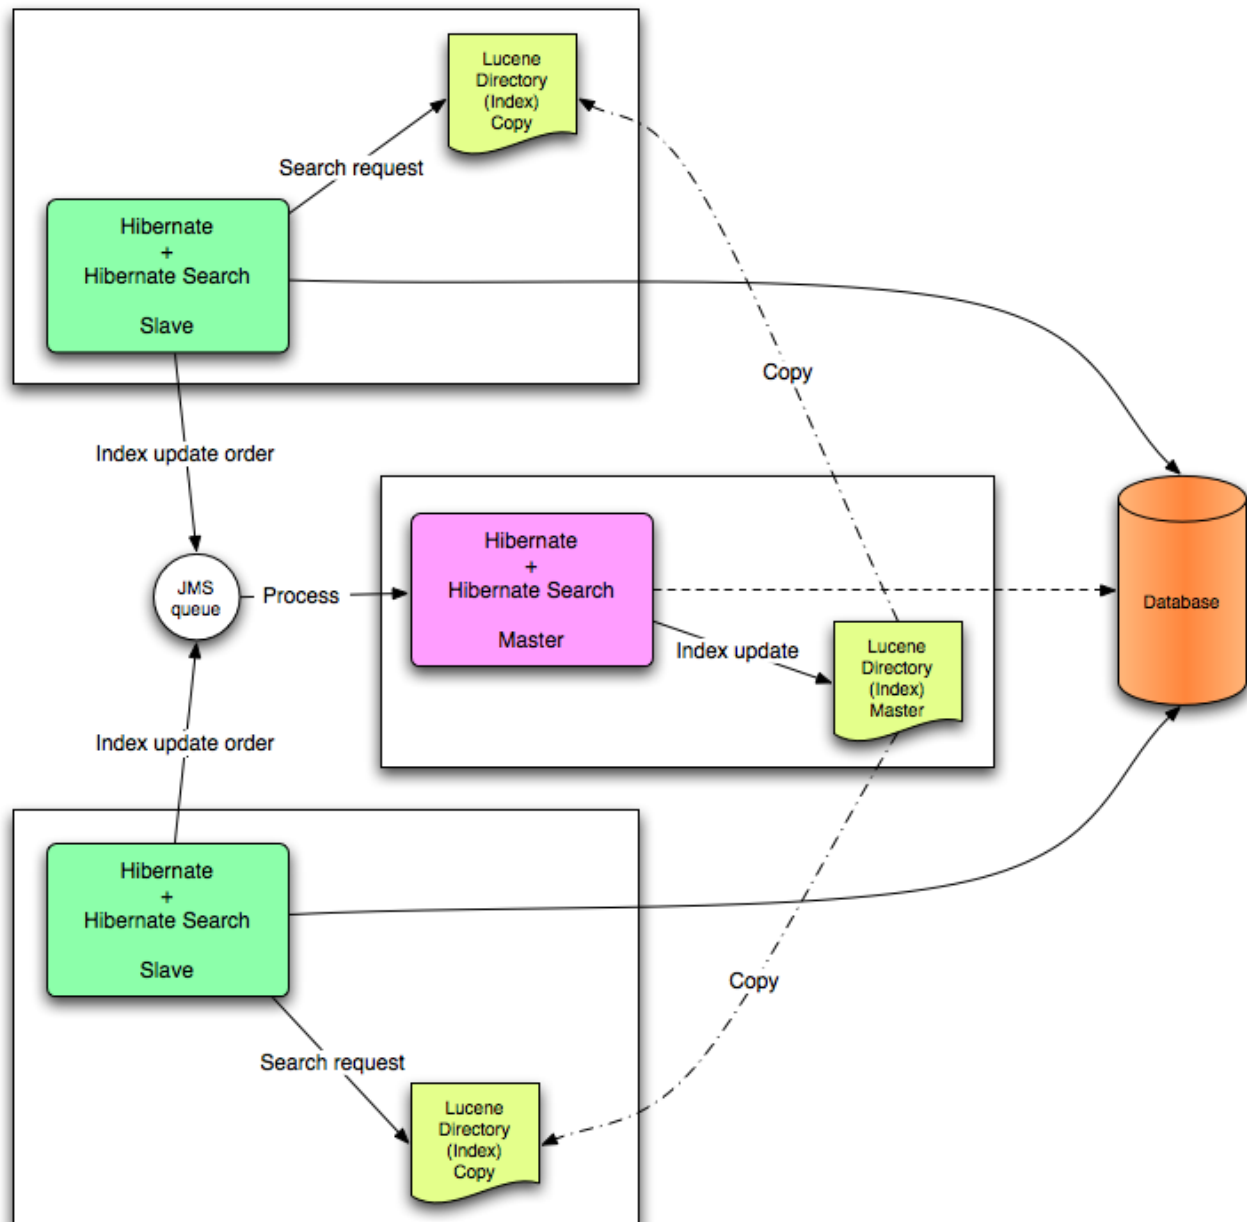 Lucene
Directory
(Index)
Copy
Search request
Hibernate
+
Hibernate Search
Slave
Copy
Index update order
Hibernate
+
Hibernate Search
Master
JMS
queue
Process
Database
Index update
Lucene
Directory
(Index)
Master
Index update order
Hibernate
+
Hibernate Search
Slave
Copy
Search request
Lucene
Directory
(Index)
Copy